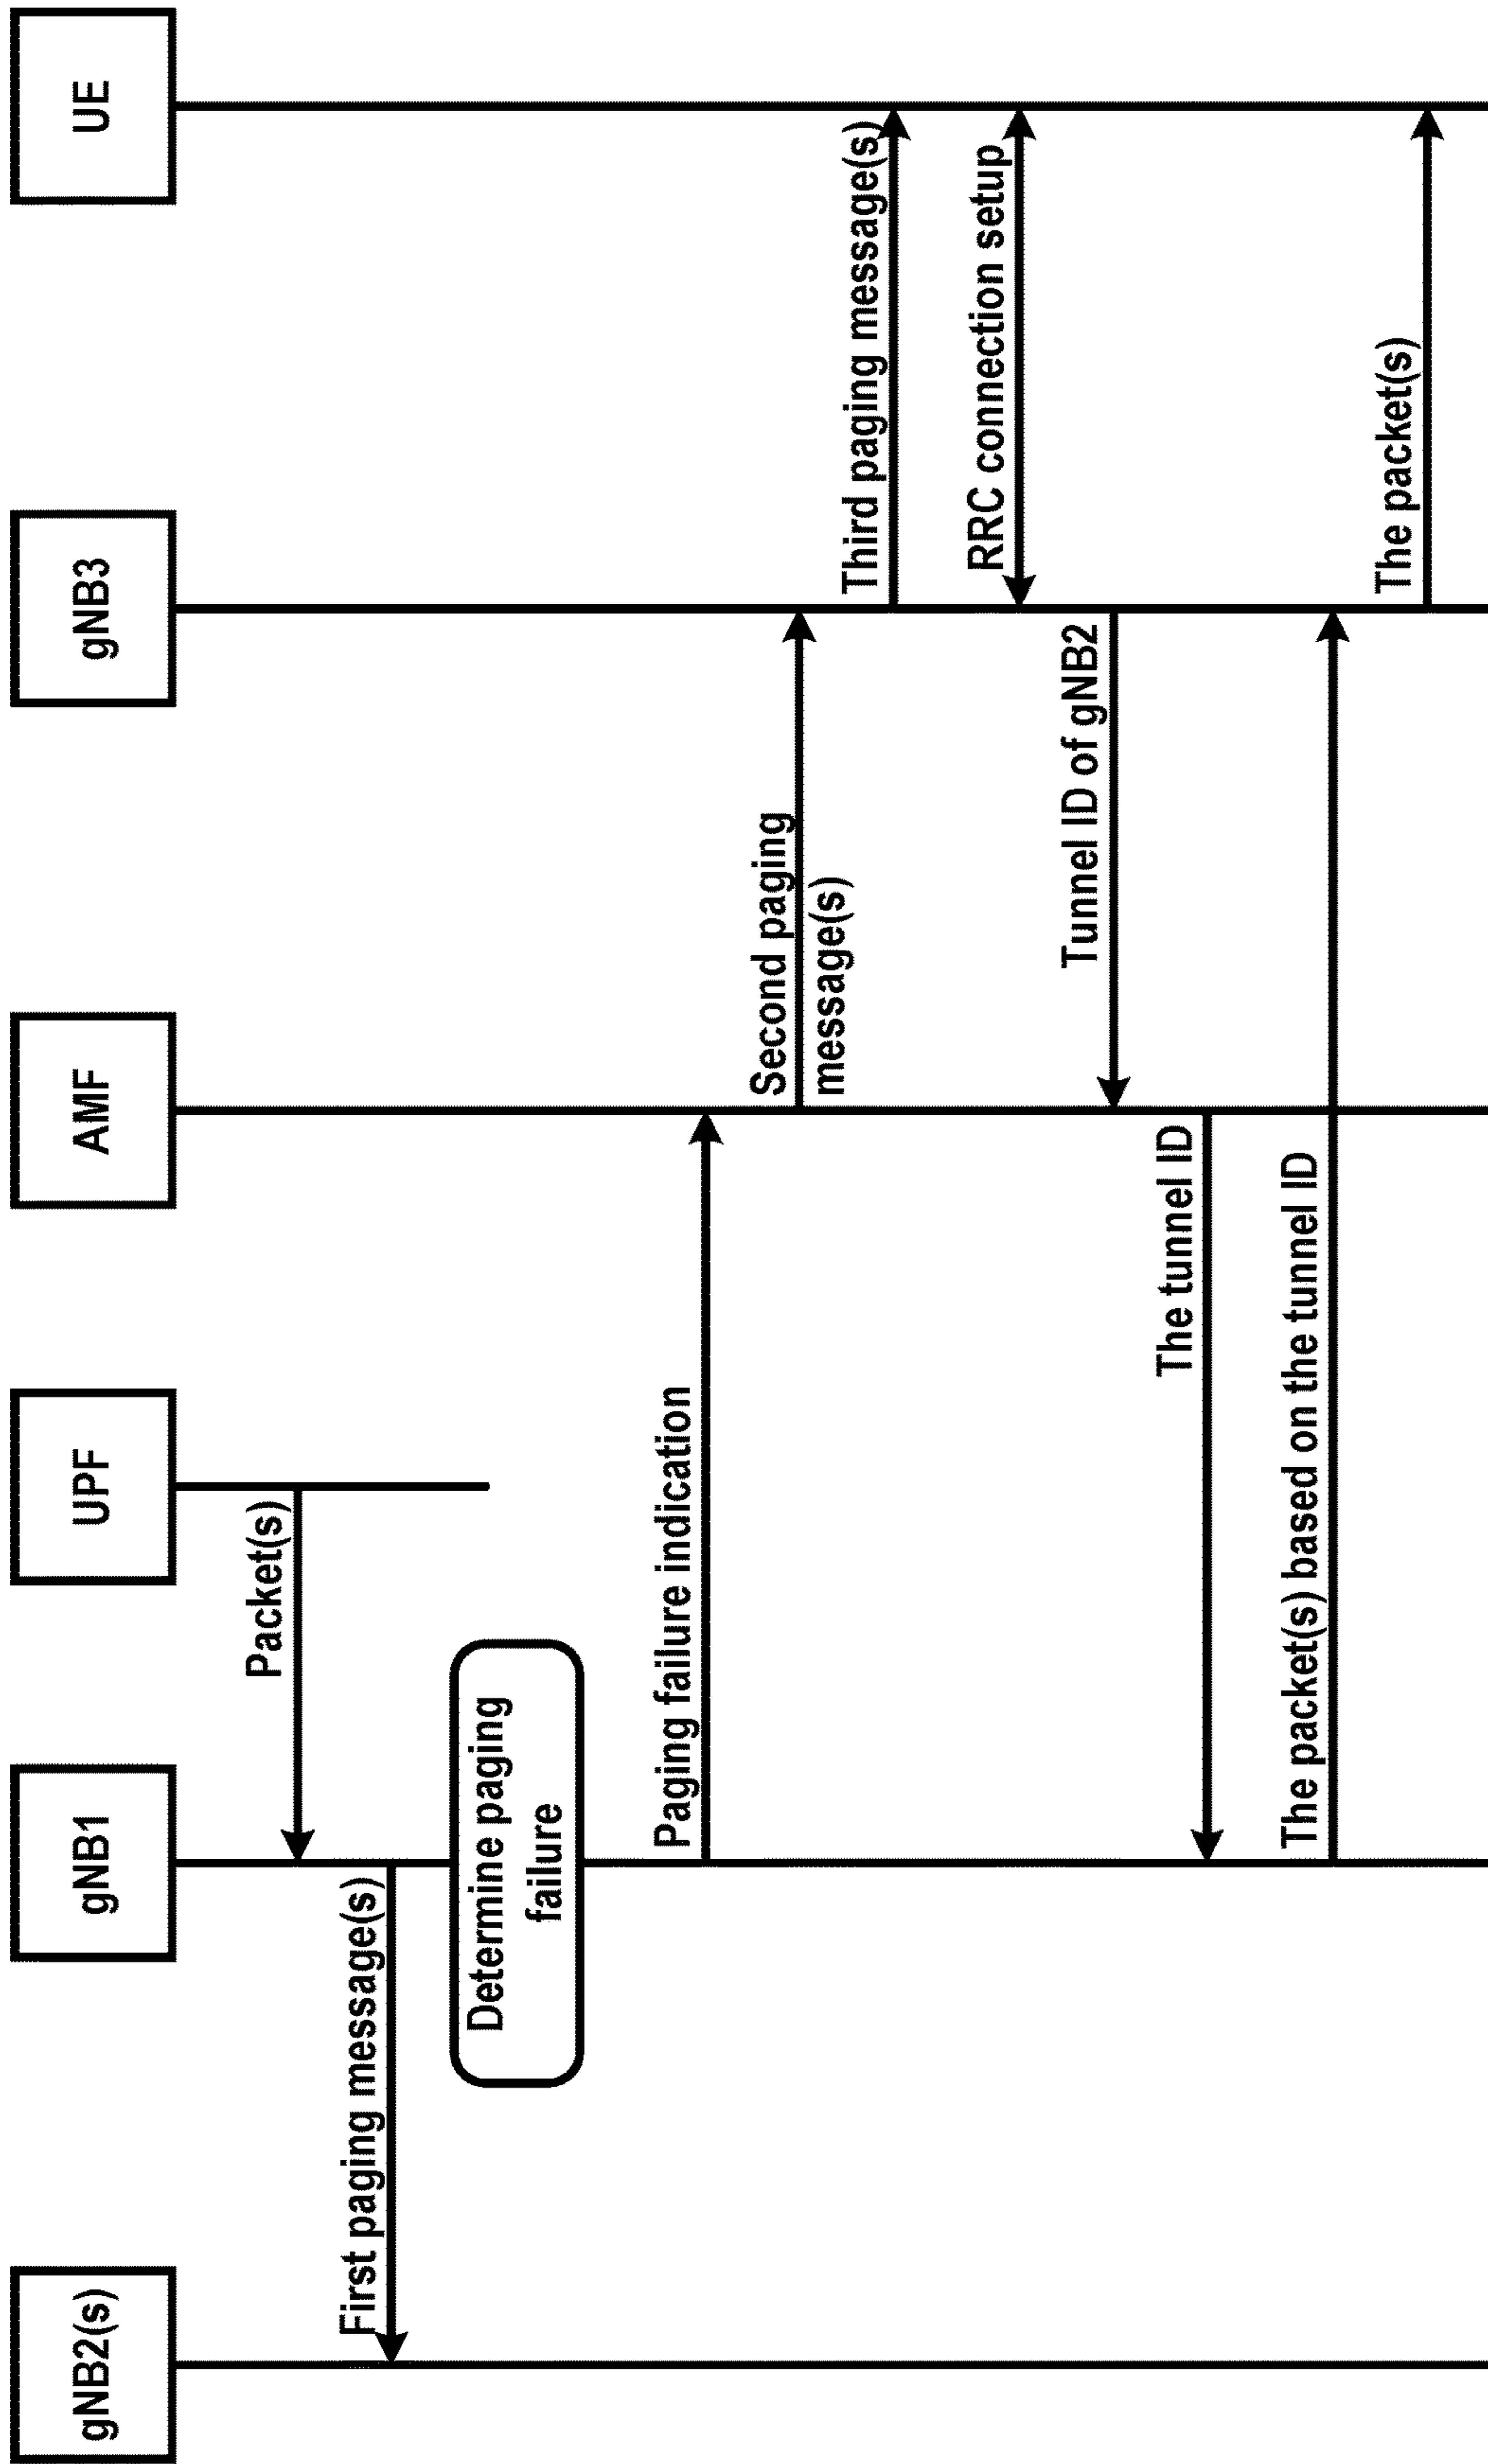 gNB2(s)
gNB1
UPF
AMF
gNB3
UE
Packet(s)
First paging message(s)
Determine paging
failure
Paging failure indication
Second paging
message(s)
Third paging message(s)
RRC connection setup
Tunnel ID of gNB2
The tunnel ID
The packet(s) based on the tunnel ID
The packet(s)